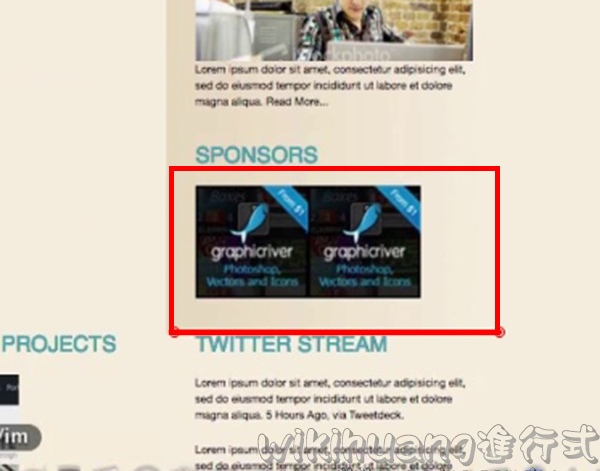 workphoto
Lorem ipsum dolor sit amet, consectetur adipisicing elit,
sed do eiusmod tempor incididunt ut labore et dolore
magna aliqua. Read More...
SPONSORS
From $1
From $1
graphicriver
graphicriver
Photoshop,
Vectors and Icons
Photoshop,
Vectors and Icons
PROJECTS
TWITTER STREAM
Lorem ipsum dolor sit amet, consectetur adipisicing elit,
sed do eiusmod tempor incididunt ut labore et dolore
magna aliqua. 5 Hours Ago, via Tweetdeck.
Vim
Lorem ipsum dolor sit amet, consectetur adipisicing elit,
sed do eiusmod tempor incididunt ut labore et dolore
wikihuang進行式